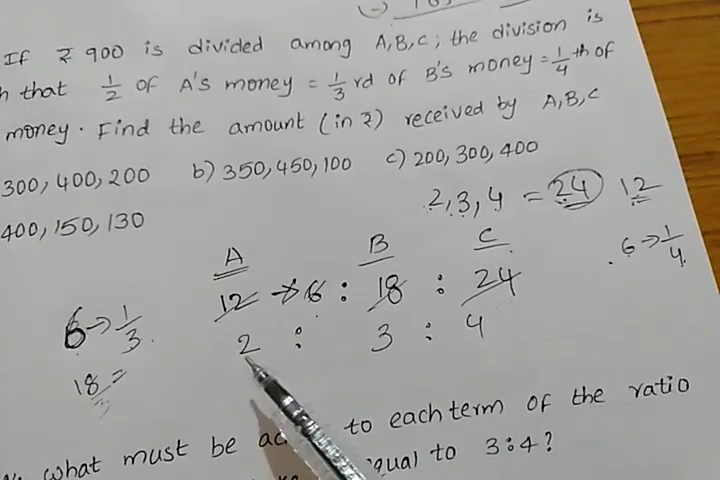 If ₹ 900 is divided among A,B,C; the division is
that 1/2 of A's money = 1/3 rd of B's money = 1/4 th of
money. Find the amount (in ₹) received by A,B,C
300, 400, 200 b) 350, 450, 100 c) 200, 300, 400
400, 150, 130
2, 3, 4 = 24 12
A B C
12 → 6 : 18 : 24
6 → 1/4
6 → 1/3
2 : 3 : 4
18 =
what must be to each term of the ratio
equal to 3:4?